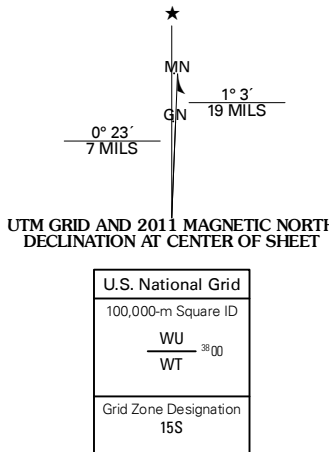 ★
MN
GN
1° 3´
19 MILS
0° 23´
7 MILS
UTM GRID AND 2011 MAGNETIC NORTH
DECLINATION AT CENTER OF SHEET
U.S. National Grid
100,000-m Square ID
WU
3800
WT
Grid Zone Designation
15S